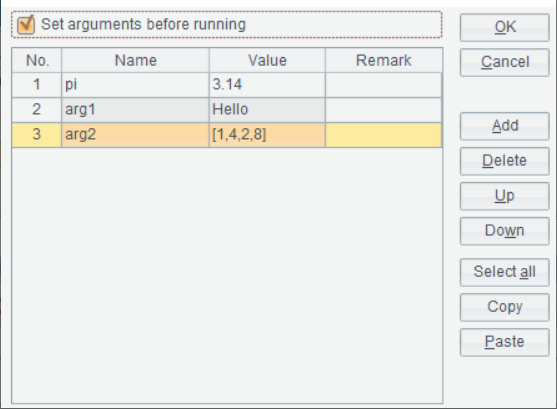 Set arguments before running
OK
Cancel
No. Name Value Remark
1 pi 3.14
2 arg1 Hello
3 arg2 [1,4,2,8]
Add
Delete
Up
Down
Select all
Copy
Paste